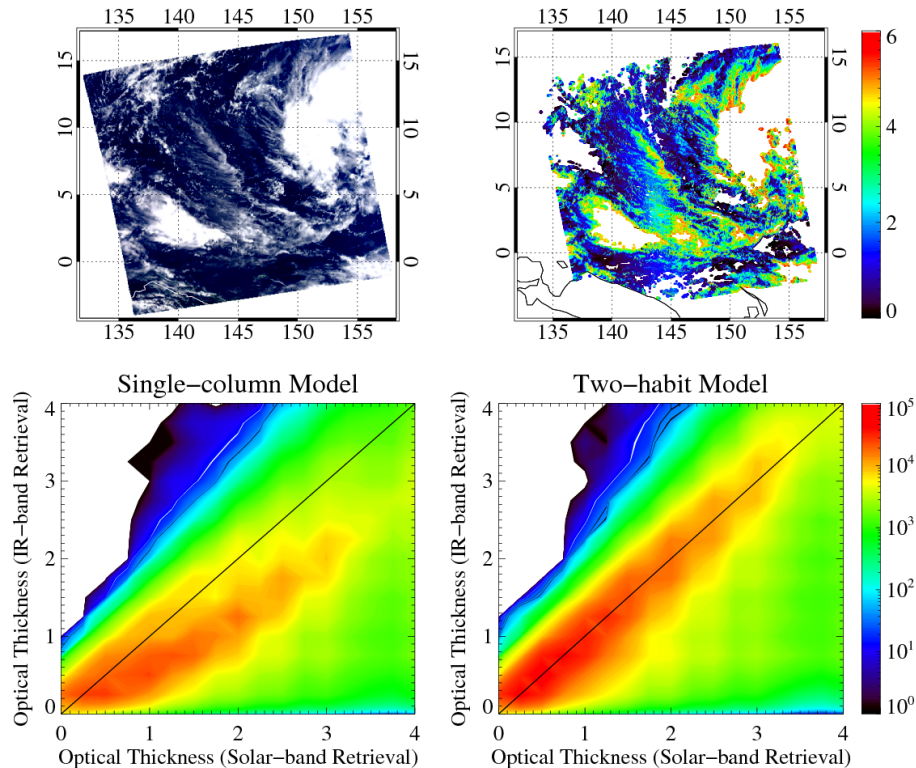 135 140 145 150 155
135 140 145 150 155
15
10
5
0
15
10
5
0
6
4
2
0
135 140 145 150 155
135 140 145 150 155
Single−column Model
Two−habit Model
Optical Thickness (IR−band Retrieval)
4
3
2
1
0
0 1 2 3 4
Optical Thickness (Solar−band Retrieval)
Optical Thickness (IR−band Retrieval)
4
3
2
1
0
0 1 2 3 4
Optical Thickness (Solar−band Retrieval)
10⁵
10⁴
10³
10²
10¹
10⁰